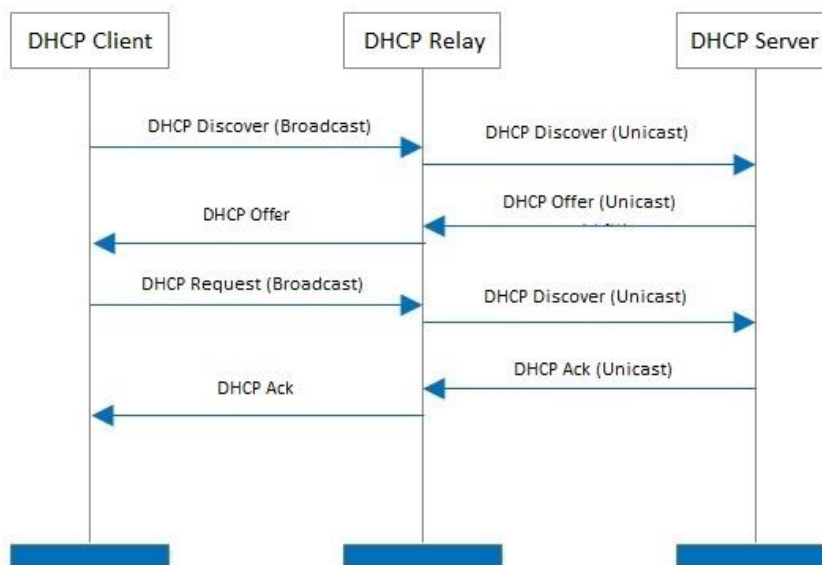 DHCP Client
DHCP Relay
DHCP Server
DHCP Discover (Broadcast)
DHCP Discover (Unicast)
DHCP Offer (Unicast)
DHCP Offer
DHCP Request (Broadcast)
DHCP Discover (Unicast)
DHCP Ack (Unicast)
DHCP Ack